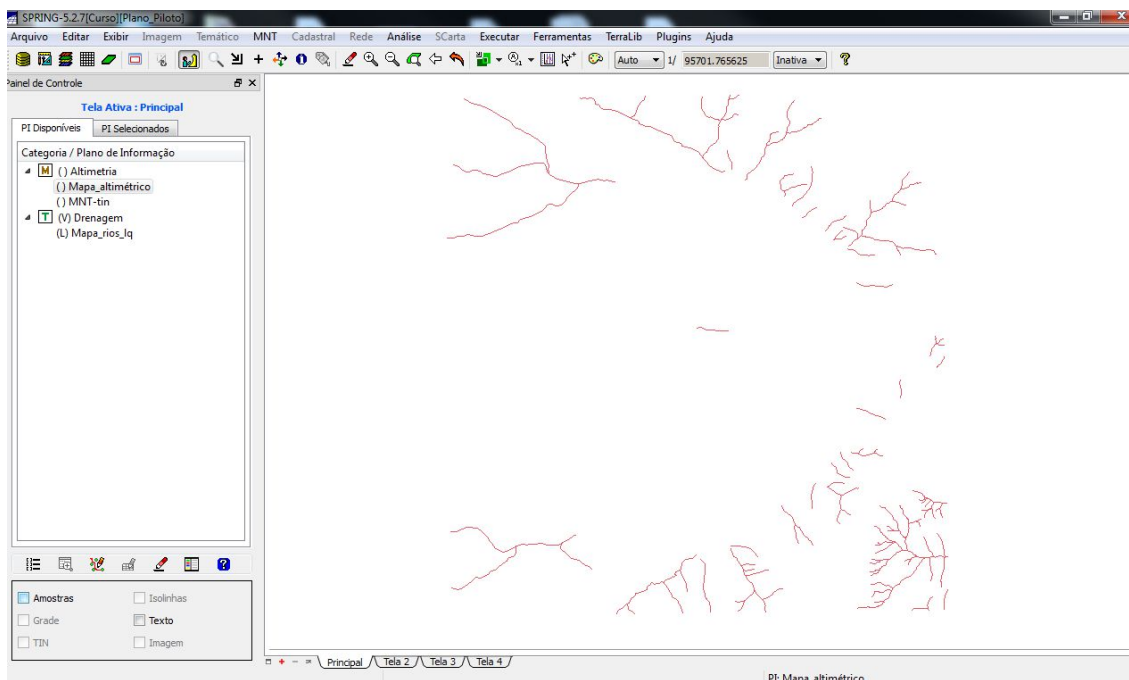 SPRING-5.2.7[Curso][Plano_Piloto]
Arquivo Editar Exibir Imagem Temático MNT Cadastral Rede Análise SCarta Executar Ferramentas TerraLib Plugins Ajuda
Auto 1/ 95701.765625 Inativa
Painel de Controle
Tela Ativa : Principal
PI Disponíveis PI Selecionados
Categoria / Plano de Informação
M () Altimetria
() Mapa_altimétrico
() MNT-tin
T (V) Drenagem
(L) Mapa_rios_lq
Amostras Isolinhas
Grade Texto
TIN Imagem
Principal Tela 2 Tela 3 Tela 4
PI: Mapa_altimétrico